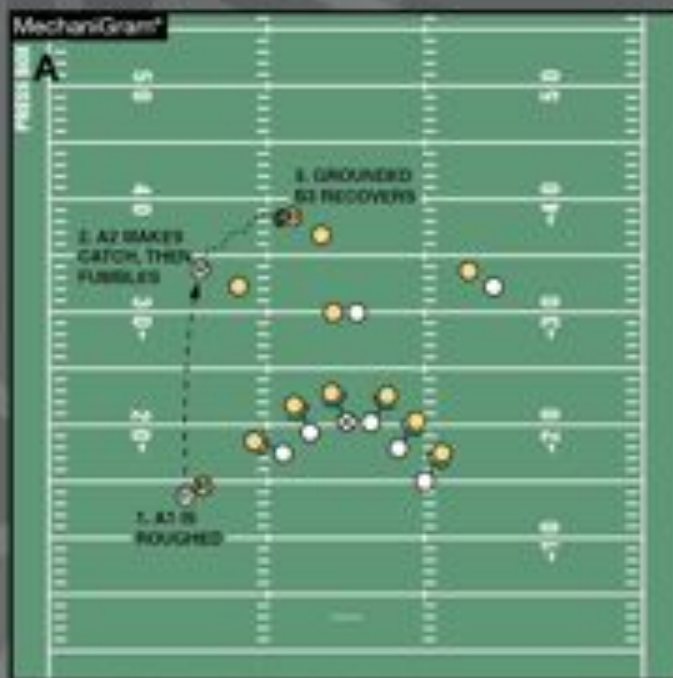 MechaniGram*
PRESS BOX
A
50
50
3. GROUNDED
B3 RECOVERS
40
40
2. A2 MAKES
CATCH, THEN
FUMBLES
30
30
20
20
1. A1 IS
ROUGHED
10